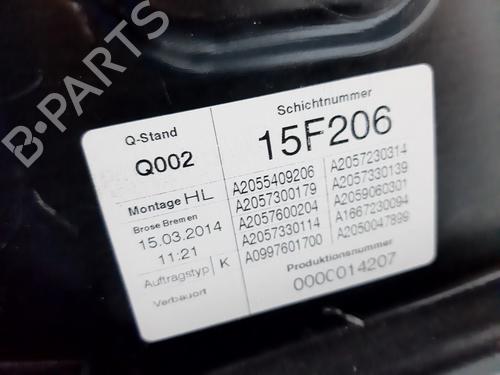 B-PARTS
Q-Stand
Schichtnummer
Q002
15F206
Montage HL
Brose Bremen
15.03.2014
11:21
Auftragstyp K
Verbauort
A2055409206 A2057230314
A2057300179 A2057330139
A2057600204 A2059060301
A2057330114 A1667230094
A0997601700 A2050047899
Produktionsnummer
0000014207